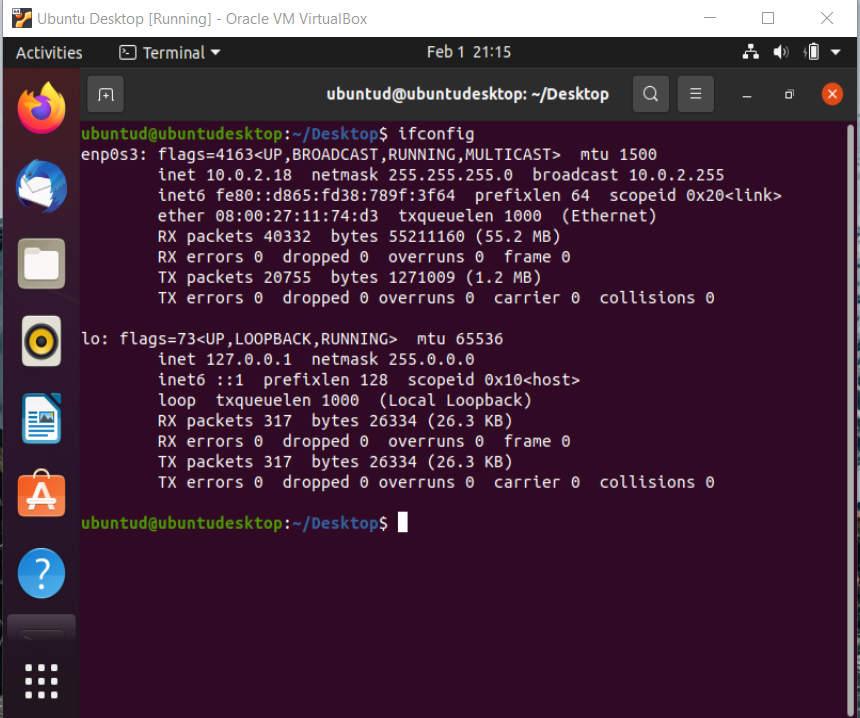 Ubuntu Desktop [Running] - Oracle VM VirtualBox
Activities Terminal Feb 1 21:15
ubuntud@ubuntudesktop: ~/Desktop
ubuntud@ubuntudesktop:~/Desktop$ ifconfig
enp0s3: flags=4163<UP,BROADCAST,RUNNING,MULTICAST>  mtu 1500
        inet 10.0.2.18  netmask 255.255.255.0  broadcast 10.0.2.255
        inet6 fe80::d865:fd38:789f:3f64  prefixlen 64  scopeid 0x20<link>
        ether 08:00:27:11:74:d3  txqueuelen 1000  (Ethernet)
        RX packets 40332  bytes 55211160 (55.2 MB)
        RX errors 0  dropped 0  overruns 0  frame 0
        TX packets 20755  bytes 1271009 (1.2 MB)
        TX errors 0  dropped 0 overruns 0  carrier 0  collisions 0

lo: flags=73<UP,LOOPBACK,RUNNING>  mtu 65536
        inet 127.0.0.1  netmask 255.0.0.0
        inet6 ::1  prefixlen 128  scopeid 0x10<host>
        loop  txqueuelen 1000  (Local Loopback)
        RX packets 317  bytes 26334 (26.3 KB)
        RX errors 0  dropped 0  overruns 0  frame 0
        TX packets 317  bytes 26334 (26.3 KB)
        TX errors 0  dropped 0 overruns 0  carrier 0  collisions 0

ubuntud@ubuntudesktop:~/Desktop$